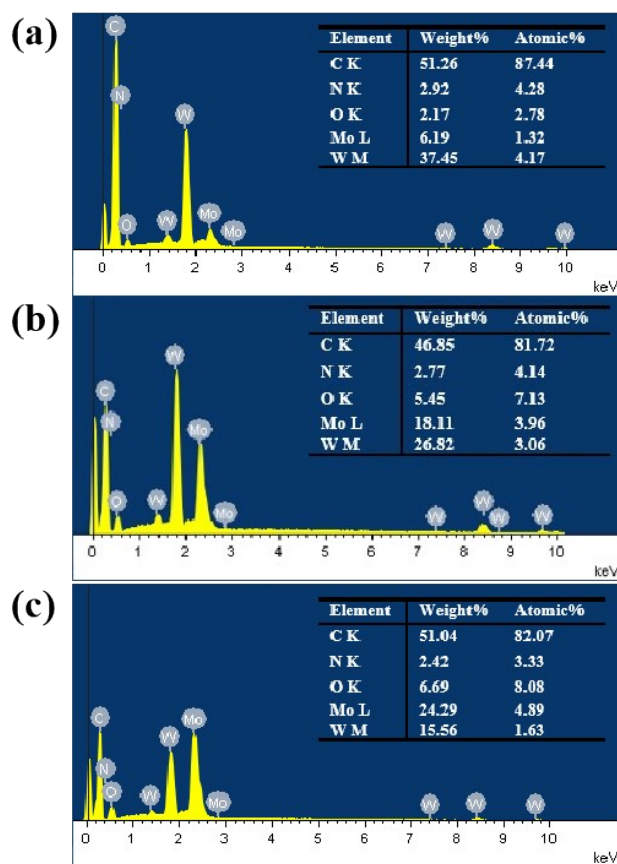 (a)
Element Weight% Atomic%
C K 51.26 87.44
N K 2.92 4.28
O K 2.17 2.78
Mo L 6.19 1.32
W M 37.45 4.17
C
N
W
O W Mo Mo W W W
0 1 2 3 4 5 6 7 8 9 10
keV
(b)
Element Weight% Atomic%
C K 46.85 81.72
N K 2.77 4.14
O K 5.45 7.13
Mo L 18.11 3.96
W M 26.82 3.06
W
C
N Mo
O W Mo W W W W
0 1 2 3 4 5 6 7 8 9 10
keV
(c)
Element Weight% Atomic%
C K 51.04 82.07
N K 2.42 3.33
O K 6.69 8.08
Mo L 24.29 4.89
W M 15.56 1.63
C Mo
W
N
O W Mo W W W
0 1 2 3 4 5 6 7 8 9 10
keV